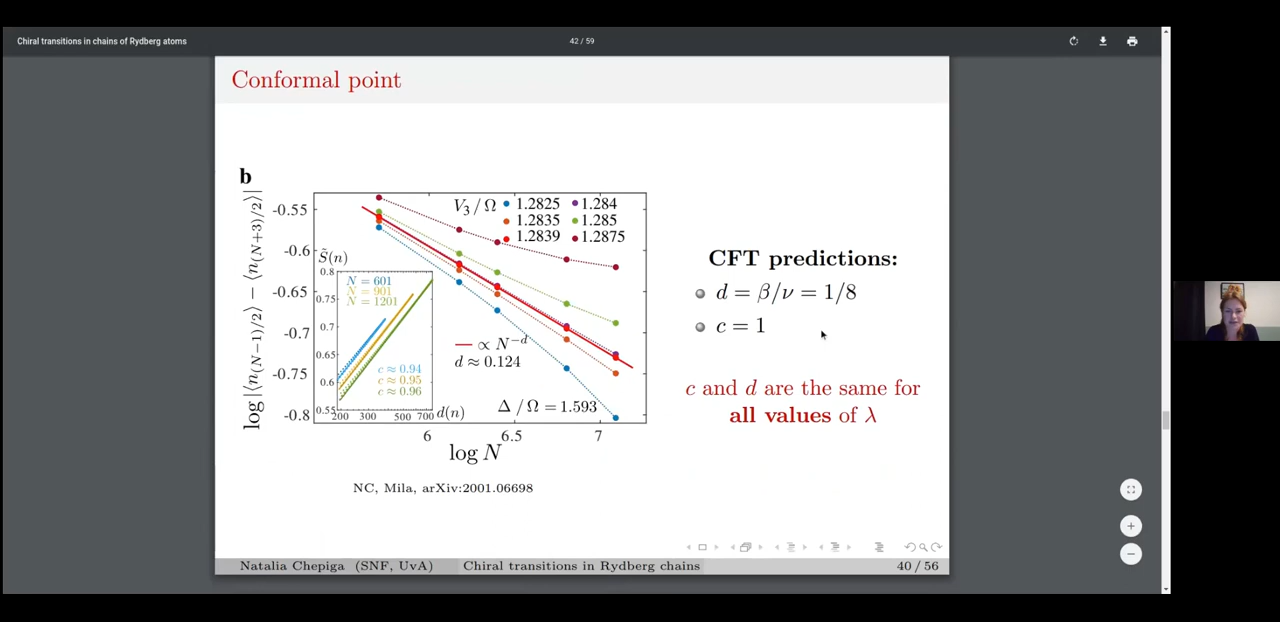 Chiral transitions in chains of Rydberg atoms
42 / 59
Conformal point
b
log |⟨n(N−1)/2⟩ − ⟨n(N+3)/2⟩|
-0.55
-0.6
-0.65
-0.7
-0.75
-0.8
V3 / Ω
1.2825
1.284
1.2835
1.285
1.2839
1.2875
S̃(n)
0.8
0.75
0.7
0.65
0.6
0.55
N = 601
N = 901
N = 1201
c ≈ 0.94
c ≈ 0.95
c ≈ 0.96
200 300 500 700 d(n)
∝ N^−d
d ≈ 0.124
Δ / Ω = 1.593
6 6.5 7
log N
NC, Mila, arXiv:2001.06698
CFT predictions:
d = β/ν = 1/8
c = 1
c and d are the same for
all values of λ
Natalia Chepiga (SNF, UvA) Chiral transitions in Rydberg chains 40 / 56